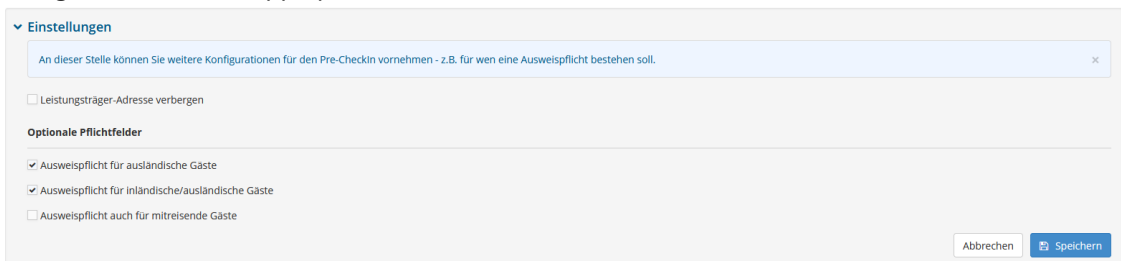 Einstellungen
An dieser Stelle können Sie weitere Konfigurationen für den Pre-CheckIn vornehmen - z.B. für wen eine Ausweispflicht bestehen soll.
Leistungsträger-Adresse verbergen
Optionale Pflichtfelder
Ausweispflicht für ausländische Gäste
Ausweispflicht für inländische/ausländische Gäste
Ausweispflicht auch für mitreisende Gäste
Abbrechen Speichern